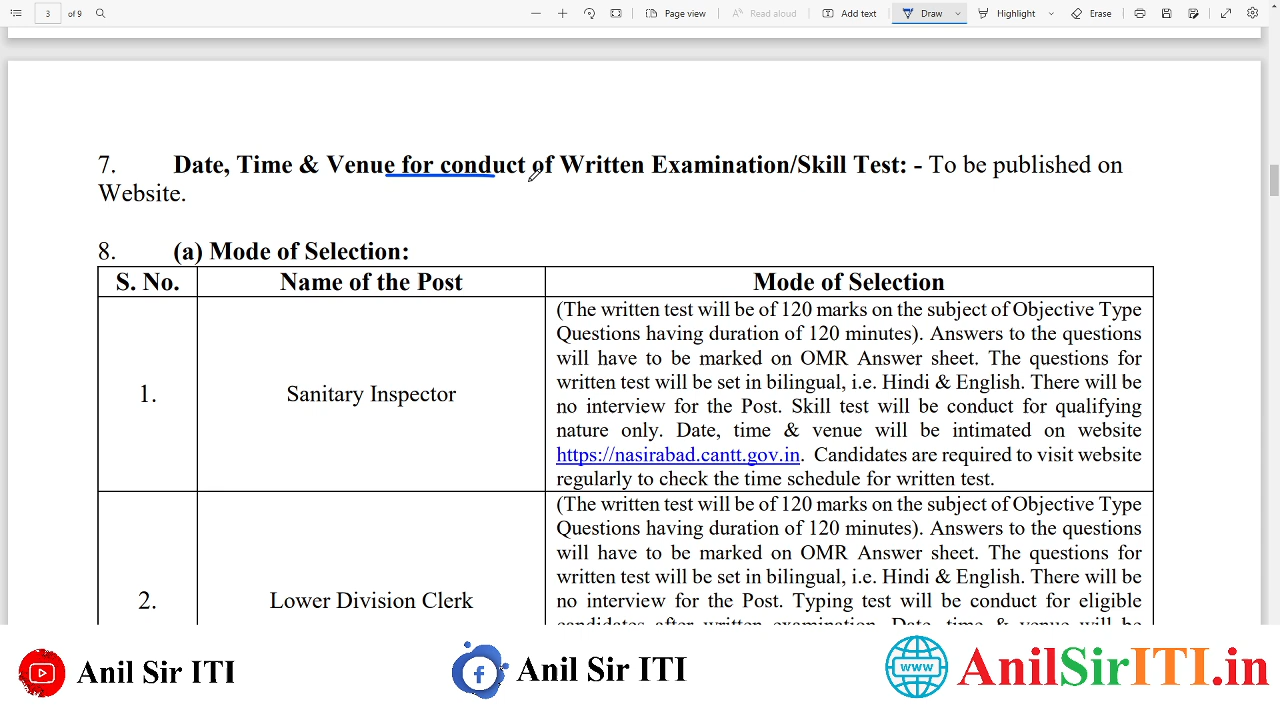 3 of 9 Page view Read aloud Add text Draw Highlight Erase
7. Date, Time & Venue for conduct of Written Examination/Skill Test: - To be published on
Website.
8. (a) Mode of Selection:
S. No. Name of the Post Mode of Selection
(The written test will be of 120 marks on the subject of Objective Type
Questions having duration of 120 minutes). Answers to the questions
will have to be marked on OMR Answer sheet. The questions for
written test will be set in bilingual, i.e. Hindi & English. There will be
1. Sanitary Inspector
no interview for the Post. Skill test will be conduct for qualifying
nature only. Date, time & venue will be intimated on website
https://nasirabad.cantt.gov.in. Candidates are required to visit website
regularly to check the time schedule for written test.
(The written test will be of 120 marks on the subject of Objective Type
Questions having duration of 120 minutes). Answers to the questions
will have to be marked on OMR Answer sheet. The questions for
written test will be set in bilingual, i.e. Hindi & English. There will be
2. Lower Division Clerk
no interview for the Post. Typing test will be conduct for eligible
candidates after written examination. Date, time & venue will be
Anil Sir ITI
f Anil Sir ITI
www AnilSirITI.in